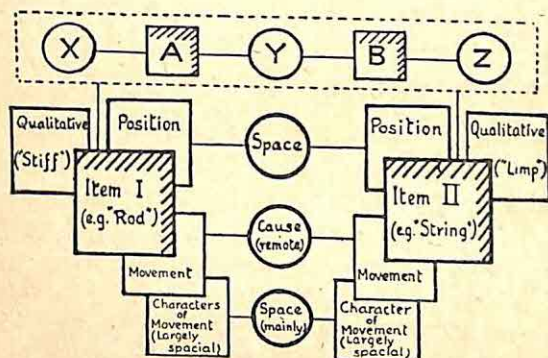 X A Y B Z
Qualitative
("Stiff")
Position
Space
Position
Qualitative
("Limp")
Item I
(e.g."Rod")
Item II
(e.g."String")
Movement
Cause
(remote)
Movement
Characters
of
Movement
(Largely
spacial)
Space
(mainly)
Character
of
Movement
(Largely
spacial)